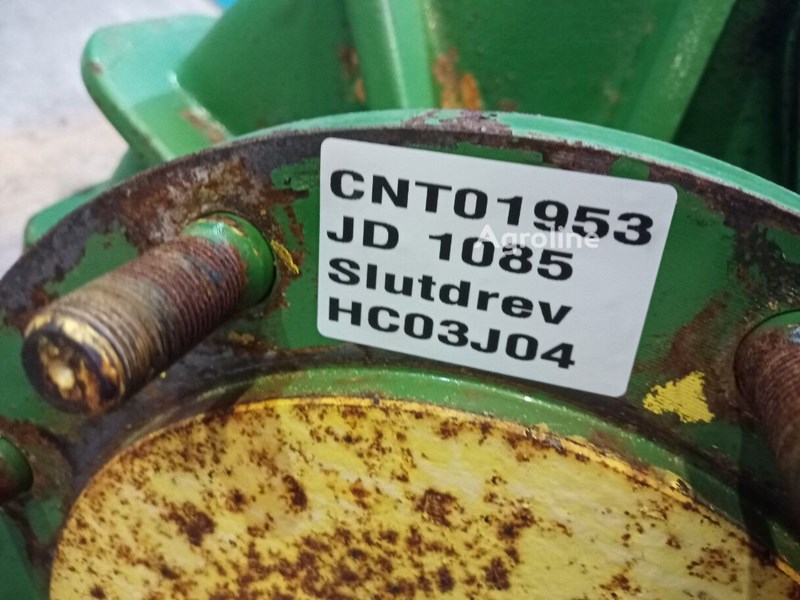 CNT01953
JD 1085
Slutdrev
HC03J04
Agroline